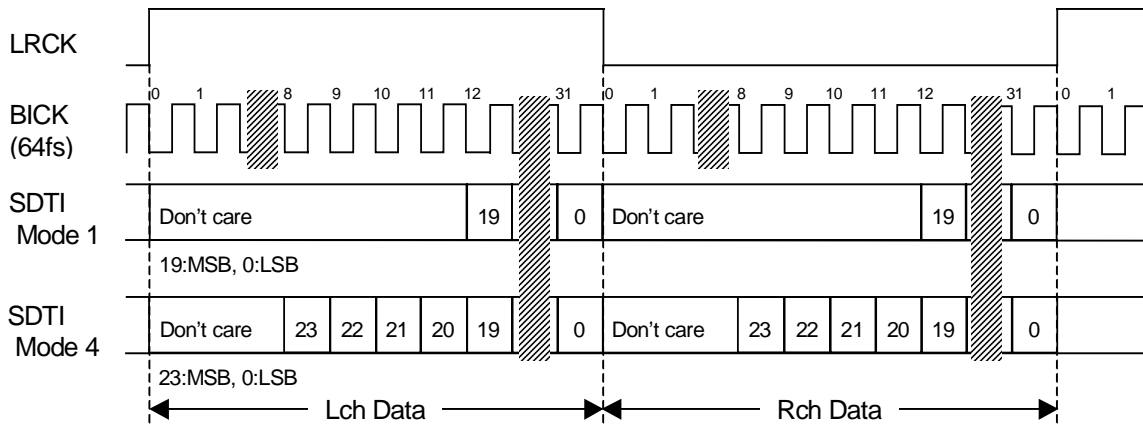 LRCK
0 1 8 9 10 11 12 31 0 1 8 9 10 11 12 31 0 1
BICK
(64fs)
SDTI
Mode 1
Don't care 19 0 Don't care 19 0
19:MSB, 0:LSB
SDTI
Mode 4
Don't care 23 22 21 20 19 0 Don't care 23 22 21 20 19 0
23:MSB, 0:LSB
Lch Data Rch Data